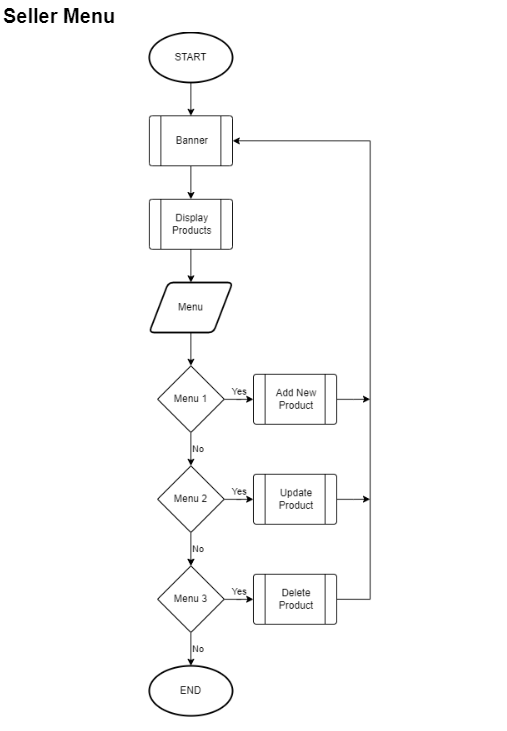 Seller Menu
START
Banner
Display
Products
Menu
Menu 1
Yes
Add New
Product
No
Menu 2
Yes
Update
Product
No
Menu 3
Yes
Delete
Product
No
END